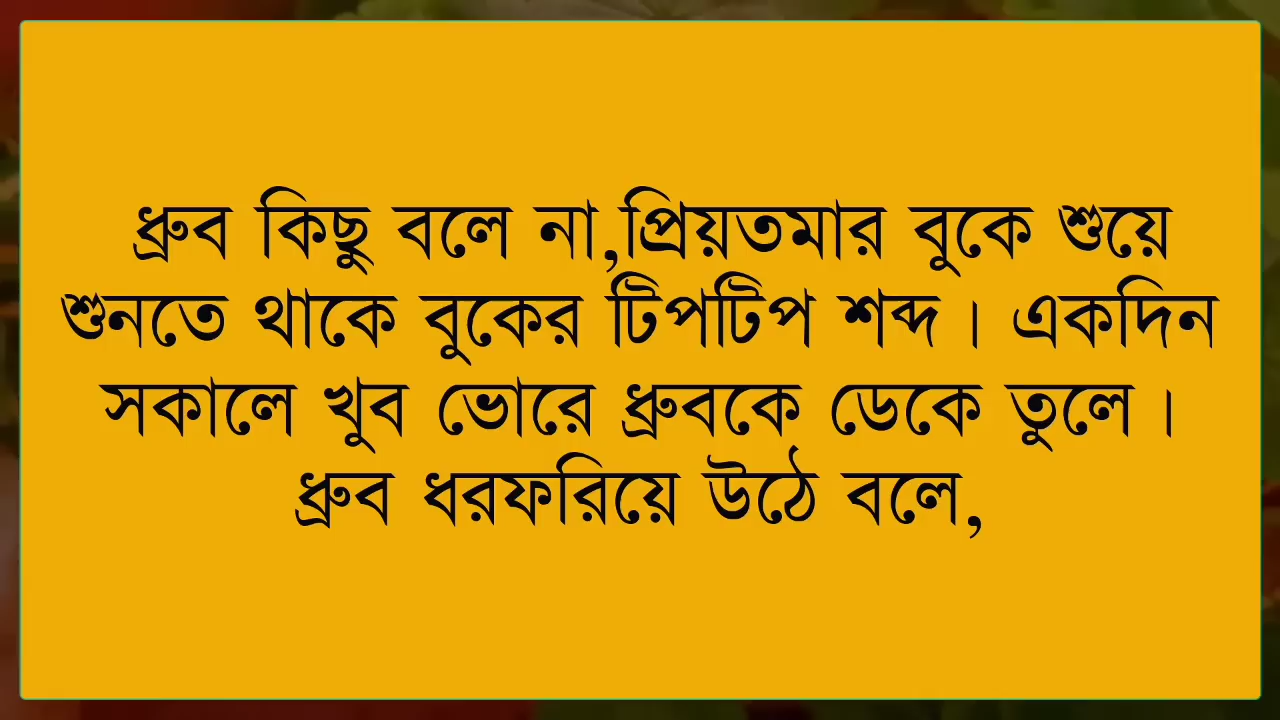 ধ্রুব কিছু বলে না,প্রিয়তমার বুকে শুয়ে
শুনতে থাকে বুকের টিপটিপ শব্দ। একদিন
সকালে খুব ভোরে ধ্রুবকে ডেকে তুলে।
ধ্রুব ধরফরিয়ে উঠে বলে,